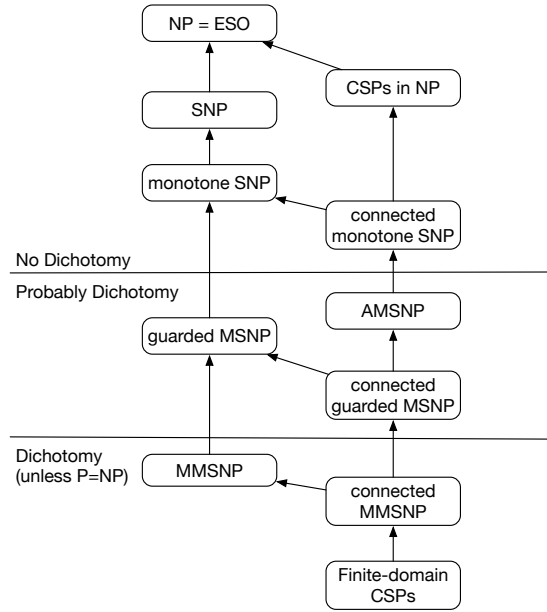 NP = ESO
CSPs in NP
SNP
monotone SNP
connected
monotone SNP
No Dichotomy
Probably Dichotomy
AMSNP
guarded MSNP
connected
guarded MSNP
Dichotomy
(unless P=NP)
MMSNP
connected
MMSNP
Finite-domain
CSPs